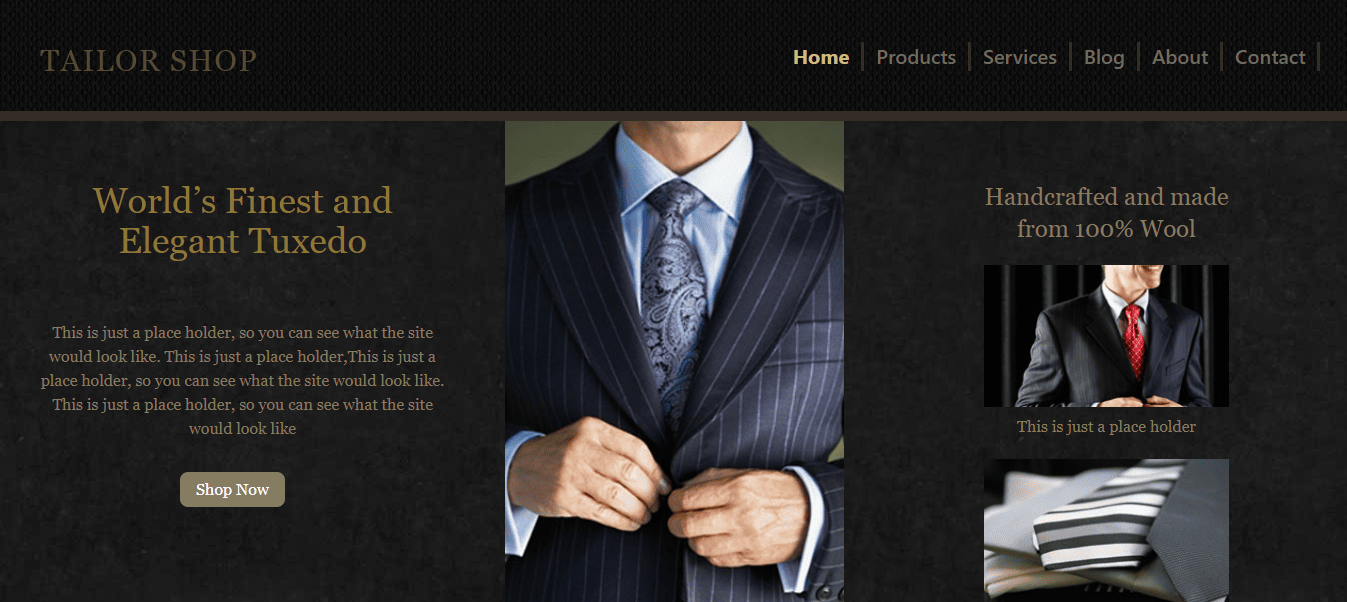 TAILOR SHOP
Home Products Services Blog About Contact
World’s Finest and
Elegant Tuxedo
This is just a place holder, so you can see what the site
would look like. This is just a place holder,This is just a
place holder, so you can see what the site would look like.
This is just a place holder, so you can see what the site
would look like
Shop Now
Handcrafted and made
from 100% Wool
This is just a place holder